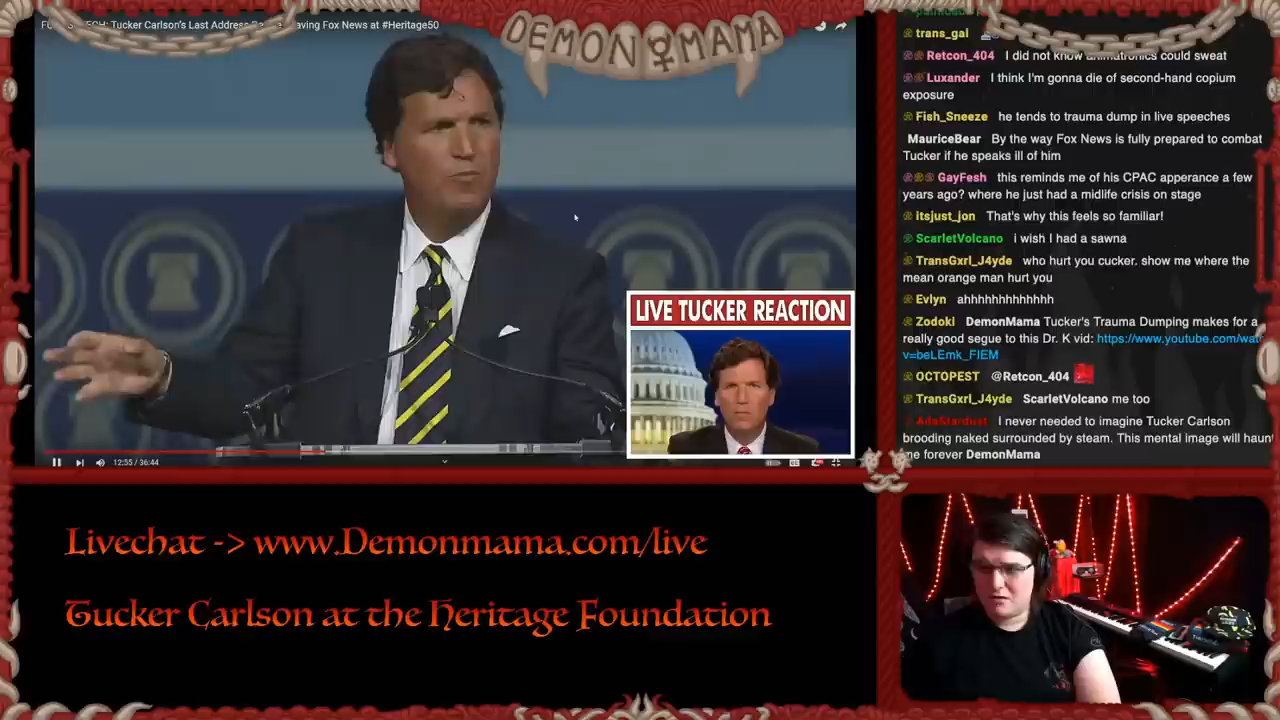 FU
CH: Tucker Carlson's Last Address
aving Fox News at #Heritage50
DEMON MAMA
LIVE TUCKER REACTION
12:55 / 36:44
Livechat -> www.Demonmama.com/live
Tucker Carlson at the Heritage Foundation
trans_gal
Retcon_404 I did not know animatronics could sweat
Luxander I think I'm gonna die of second-hand copium
exposure
Fish_Sneeze he tends to trauma dump in live speeches
MauriceBear By the way Fox News is fully prepared to combat
Tucker if he speaks ill of him
GayFesh this reminds me of his CPAC apperance a few
years ago? where he just had a midlife crisis on stage
itsjust_jon That's why this feels so familiar!
ScarletVolcano i wish I had a sawna
TransGxrl_J4yde who hurt you cucker. show me where the
mean orange man hurt you
Evlyn ahhhhhhhhhhhh
Zodoki DemonMama Tucker's Trauma Dumping makes for a
really good segue to this Dr. K vid: https://www.youtube.com/wat
v=beLEmk_FIEM
OCTOPEST @Retcon_404
TransGxrl_J4yde ScarletVolcano me too
AdaStardust I never needed to imagine Tucker Carlson
brooding naked surrounded by steam. This mental image will haunt
me forever DemonMama